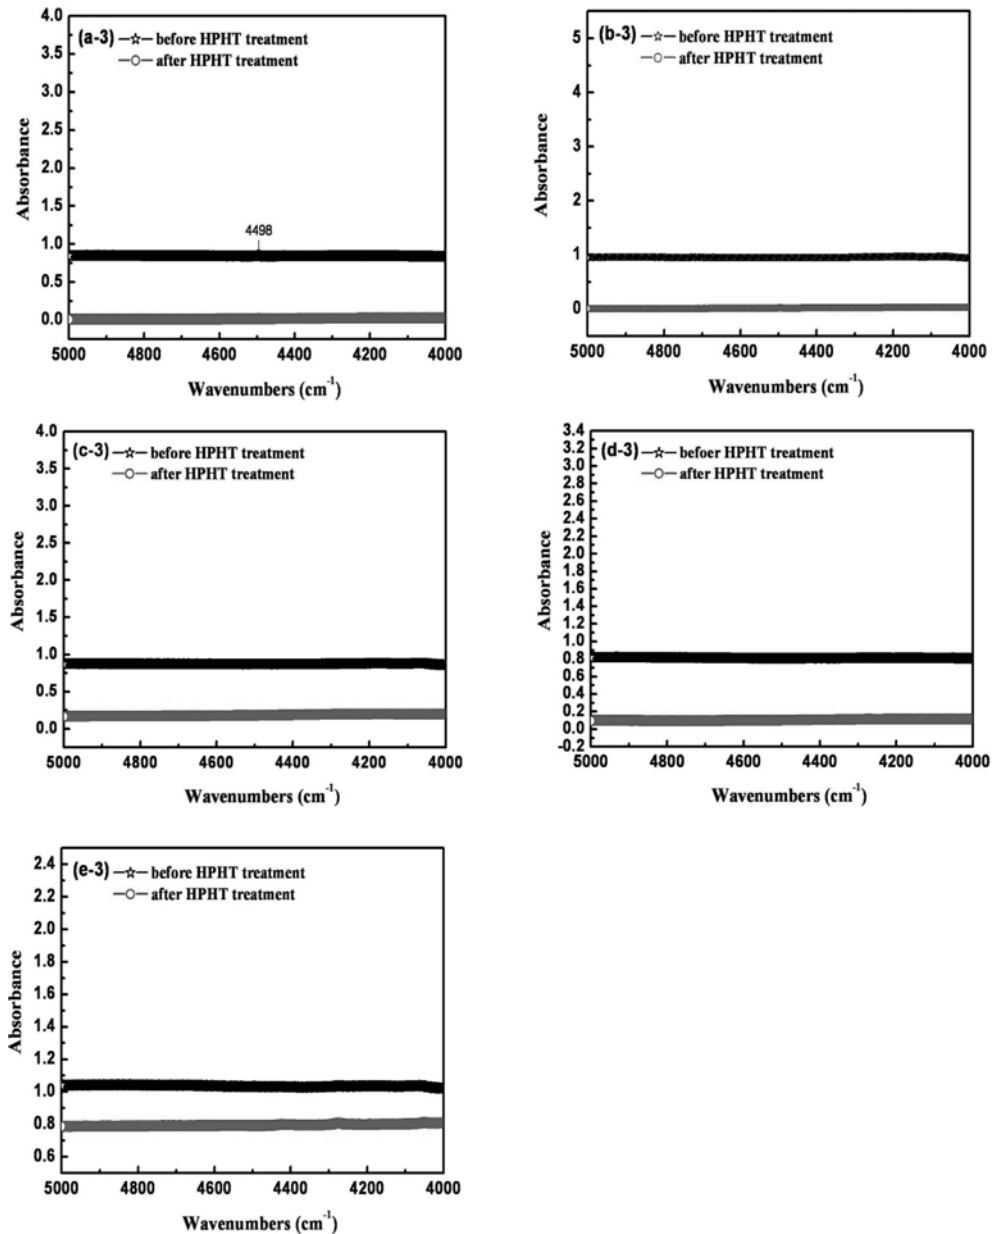 (a-3)
before HPHT treatment
after HPHT treatment
4498
Absorbance
4.0
3.5
3.0
2.5
2.0
1.5
1.0
0.5
0.0
5000 4800 4600 4400 4200 4000
Wavenumbers (cm-1)
(b-3)
before HPHT treatment
after HPHT treatment
Absorbance
5
4
3
2
1
0
5000 4800 4600 4400 4200 4000
Wavenumbers (cm-1)
(c-3)
before HPHT treatment
after HPHT treatment
Absorbance
4.0
3.5
3.0
2.5
2.0
1.5
1.0
0.5
0.0
5000 4800 4600 4400 4200 4000
Wavenumbers (cm-1)
(d-3)
befoer HPHT treatment
after HPHT treatment
Absorbance
3.4
3.2
3.0
2.8
2.6
2.4
2.2
2.0
1.8
1.6
1.4
1.2
1.0
0.8
0.6
0.4
0.2
0.0
-0.2
5000 4800 4600 4400 4200 4000
Wavenumbers (cm-1)
(e-3)
before HPHT treatment
after HPHT treatment
Absorbance
2.4
2.2
2.0
1.8
1.6
1.4
1.2
1.0
0.8
0.6
5000 4800 4600 4400 4200 4000
Wavenumbers (cm-1)